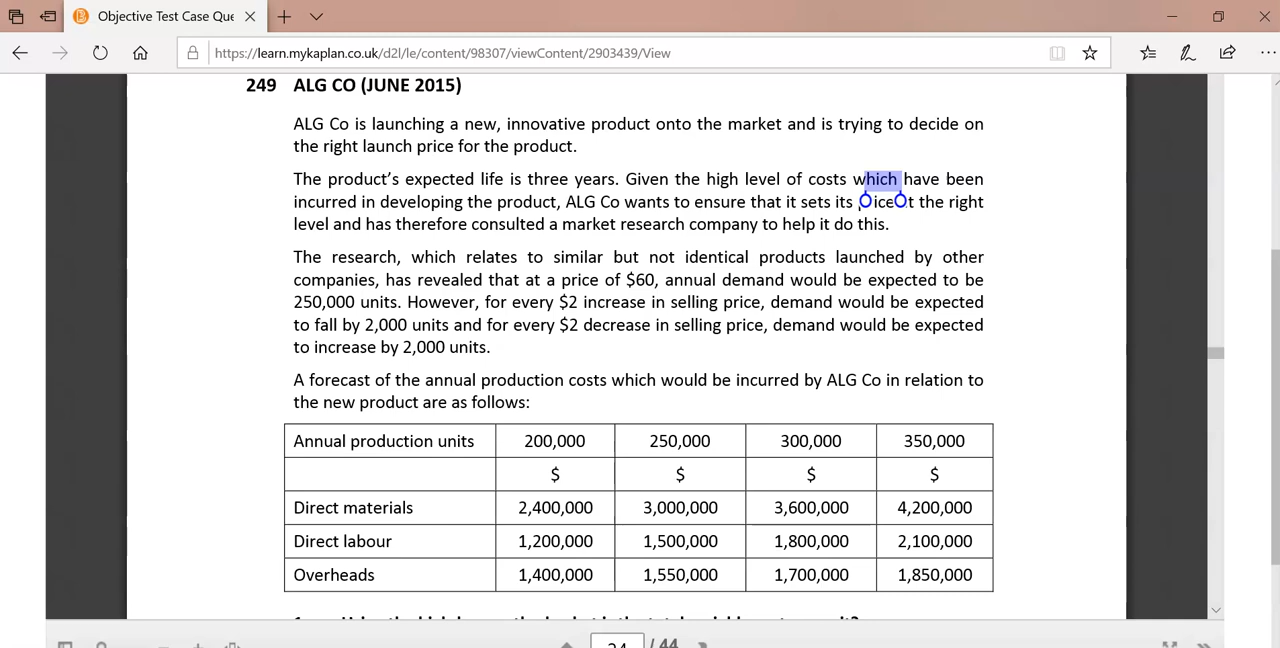 Objective Test Case Que
https://learn.mykaplan.co.uk/d2l/le/content/98307/viewContent/2903439/View
249 ALG CO (JUNE 2015)
ALG Co is launching a new, innovative product onto the market and is trying to decide on
the right launch price for the product.
The product's expected life is three years. Given the high level of costs which have been
incurred in developing the product, ALG Co wants to ensure that it sets its the right
level and has therefore consulted a market research company to help it do this.
The research, which relates to similar but not identical products launched by other
companies, has revealed that at a price of $60, annual demand would be expected to be
250,000 units. However, for every $2 increase in selling price, demand would be expected
to fall by 2,000 units and for every $2 decrease in selling price, demand would be expected
to increase by 2,000 units.
A forecast of the annual production costs which would be incurred by ALG Co in relation to
the new product are as follows:
Annual production units 200,000 250,000 300,000 350,000
$ $ $ $
Direct materials 2,400,000 3,000,000 3,600,000 4,200,000
Direct labour 1,200,000 1,500,000 1,800,000 2,100,000
Overheads 1,400,000 1,550,000 1,700,000 1,850,000
/ 44